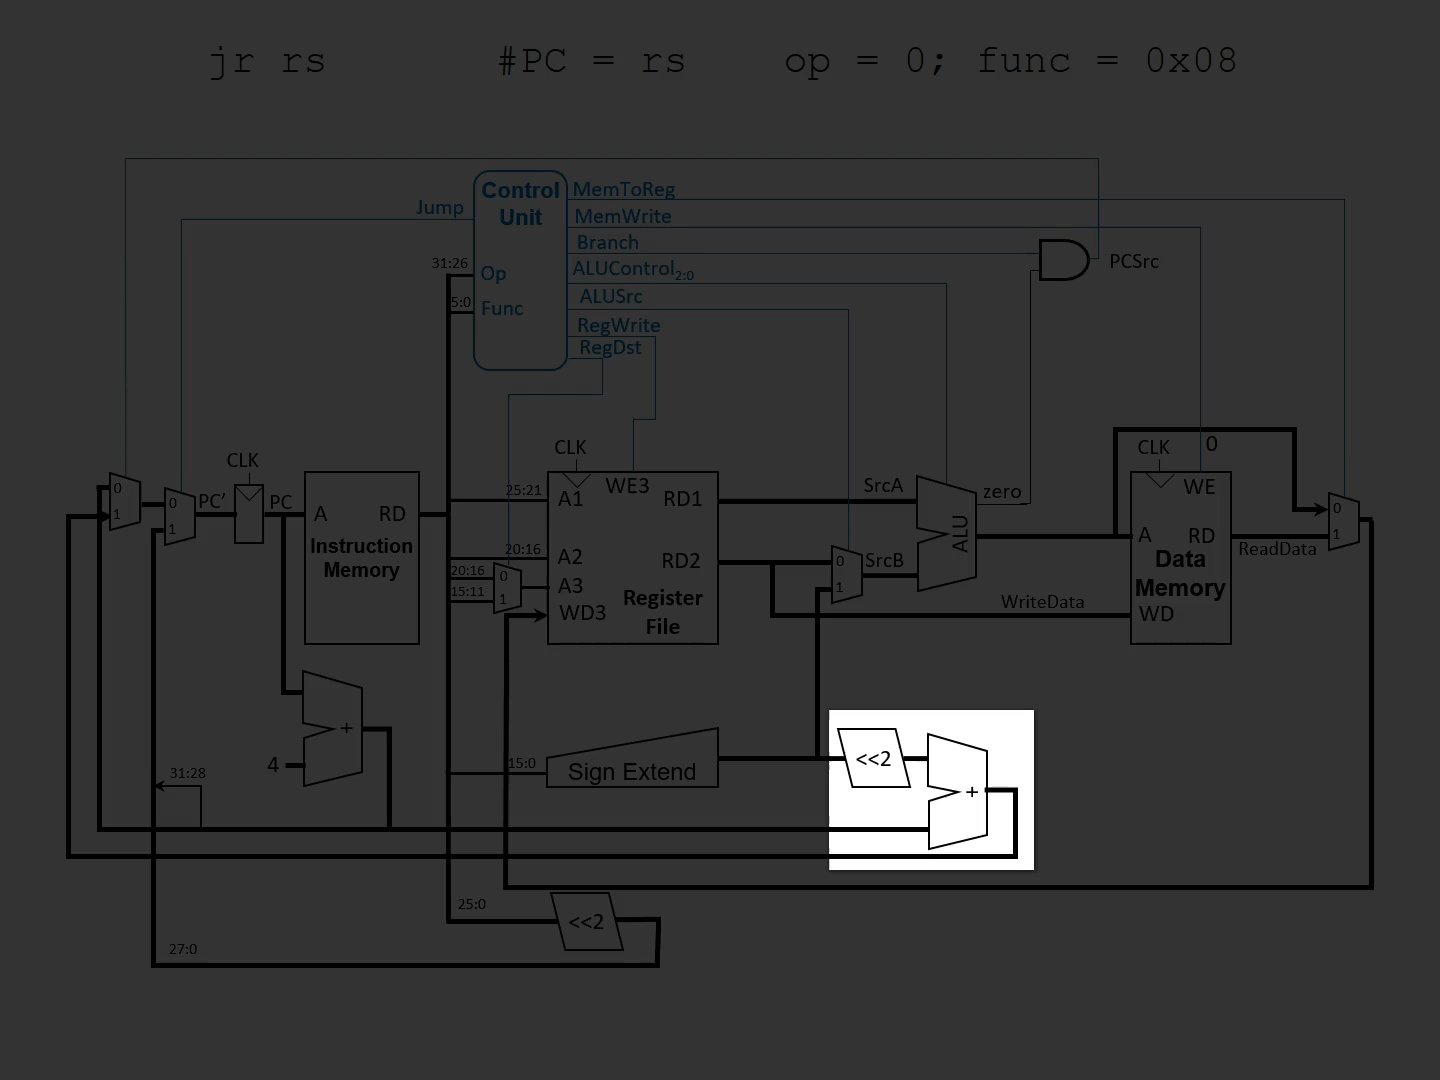 jr rs #PC = rs op = 0; func = 0x08
Control
Unit
Jump
MemToReg
MemWrite
Branch
ALUControl2:0
ALUSrc
RegWrite
RegDst
31:26
Op
5:0
Func
PCSrc
CLK
CLK
CLK
0
0
1
0
1
PC'
PC
A
RD
Instruction
Memory
25:21
A1
WE3
RD1
20:16
A2
RD2
20:16
15:11
0
1
A3
WD3
Register
File
SrcA
0
1
SrcB
ALU
zero
WE
A
RD
Data
Memory
WD
ReadData
WriteData
0
1
+
4
31:28
15:0
Sign Extend
<<2
+
25:0
<<2
27:0